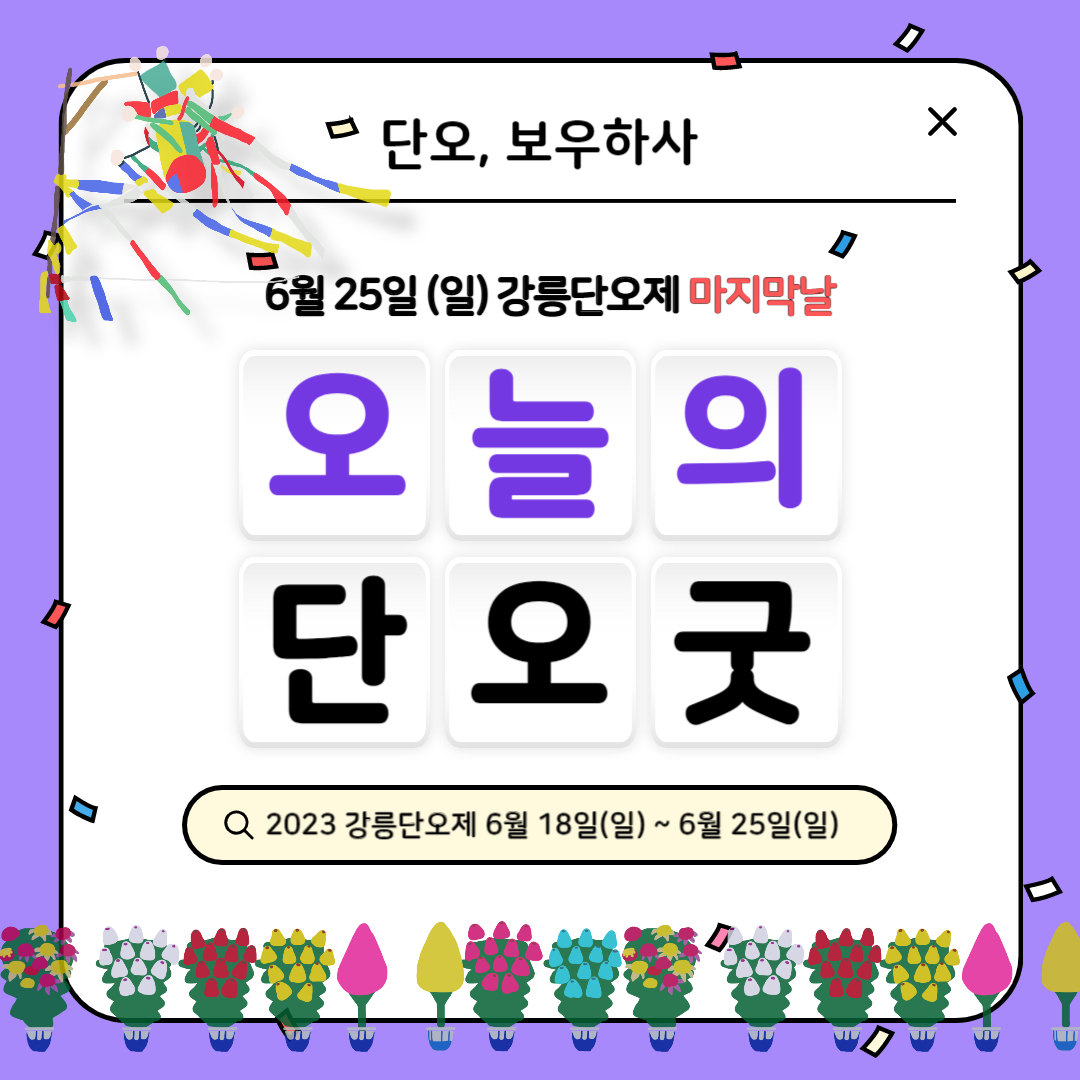 단오, 보우하사
6월 25일 (일) 강릉단오제 마지막날
오늘의
단오굿
2023 강릉단오제 6월 18일(일) ~ 6월 25일(일)